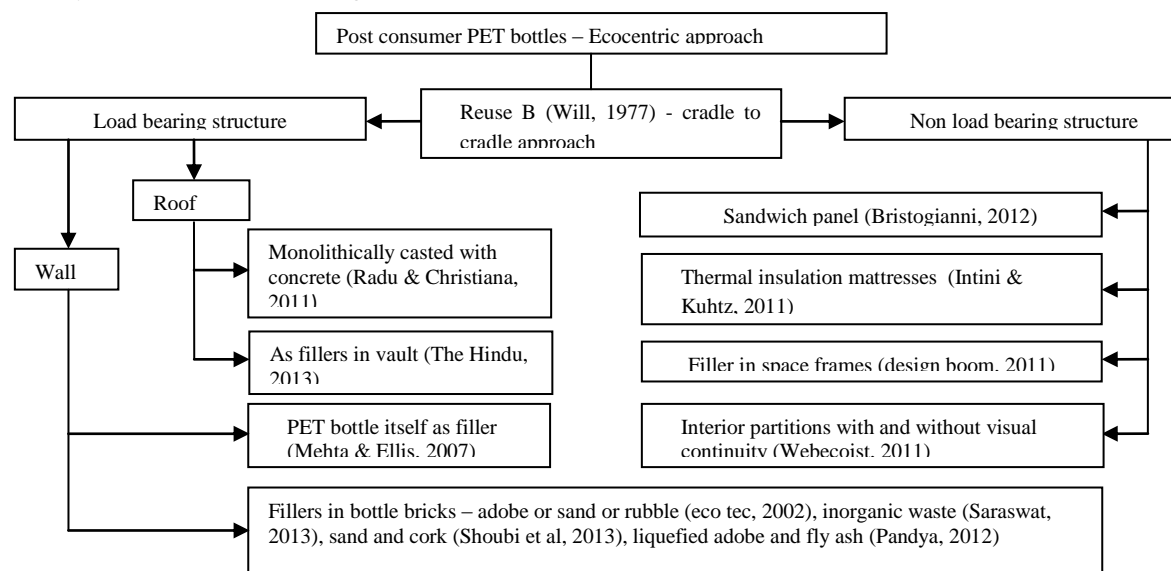 Post consumer PET bottles – Ecocentric approach
Load bearing structure
Reuse B (Will, 1977) - cradle to
cradle approach
Non load bearing structure
Roof
Wall
Monolithically casted with
concrete (Radu & Christiana,
2011)
As fillers in vault (The Hindu,
2013)
PET bottle itself as filler
(Mehta & Ellis, 2007)
Sandwich panel (Bristogianni, 2012)
Thermal insulation mattresses (Intini &
Kuhtz, 2011)
Filler in space frames (design boom, 2011)
Interior partitions with and without visual
continuity (Webecoist, 2011)
Fillers in bottle bricks – adobe or sand or rubble (eco tec, 2002), inorganic waste (Saraswat,
2013), sand and cork (Shoubi et al, 2013), liquefied adobe and fly ash (Pandya, 2012)